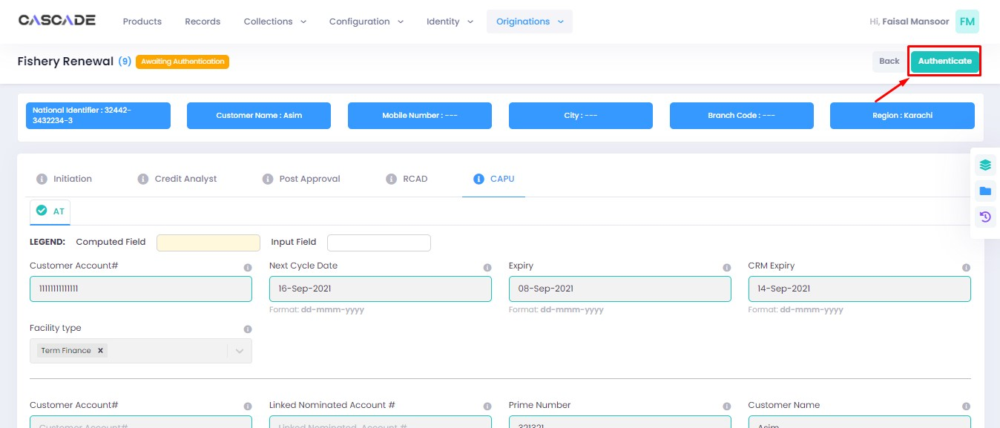 CASCADE Products Records Collections Configuration Identity Originations Hi, Faisal Mansoor FM
Fishery Renewal (9) Awaiting Authentication Back Authenticate
National Identifier : 32442-
3432234-3
Customer Name : Asim Mobile Number : --- City : --- Branch Code : --- Region : Karachi
Initiation Credit Analyst Post Approval RCAD CAPU
AT
LEGEND: Computed Field Input Field
Customer Account# Next Cycle Date Expiry CRM Expiry
16-Sep-2021 08-Sep-2021 14-Sep-2021
Format: dd-mmm-yyyy Format: dd-mmm-yyyy Format: dd-mmm-yyyy
Facility type
Term Finance x
Customer Account# Linked Nominated Account # Prime Number Customer Name
Customer Account# Linked Nominated Account # 321321 Asim